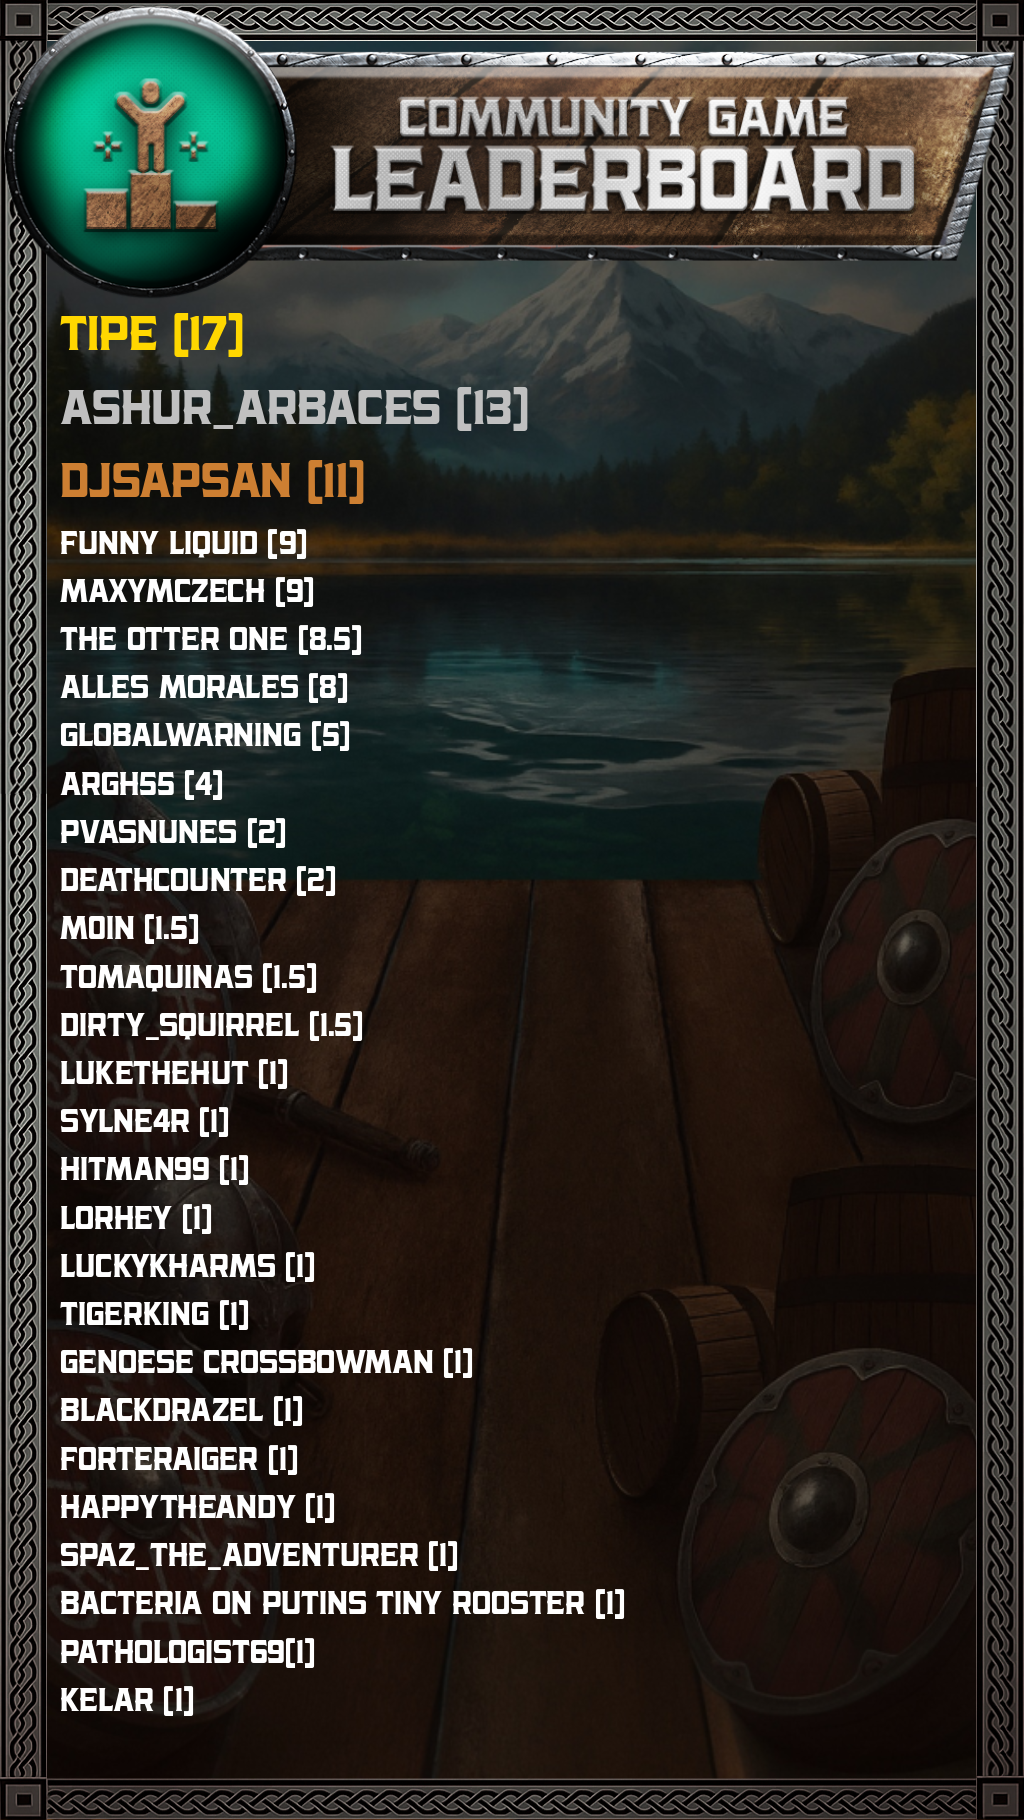 COMMUNITY GAME
LEADERBOARD
TIPE [17]
ASHUR_ARBACES [13]
DJSAPSAN [11]
FUNNY LIQUID [9]
MAXYMCZECH [9]
THE OTTER ONE [8.5]
ALLES MORALES [8]
GLOBALWARNING [5]
ARGH55 [4]
PVASNUNES [2]
DEATHCOUNTER [2]
MOIN [1.5]
TOMAQUINAS [1.5]
DIRTY_SQUIRREL [1.5]
LUKETHEHUT [1]
SYLNE4R [1]
HITMAN99 [1]
LORHEY [1]
LUCKYKHARMS [1]
TIGERKING [1]
GENOESE CROSSBOWMAN [1]
BLACKDRAZEL [1]
FORTERAIGER [1]
HAPPYTHEANDY [1]
SPAZ_THE_ADVENTURER [1]
BACTERIA ON PUTINS TINY ROOSTER [1]
PATHOLOGIST69[1]
KELAR [1]